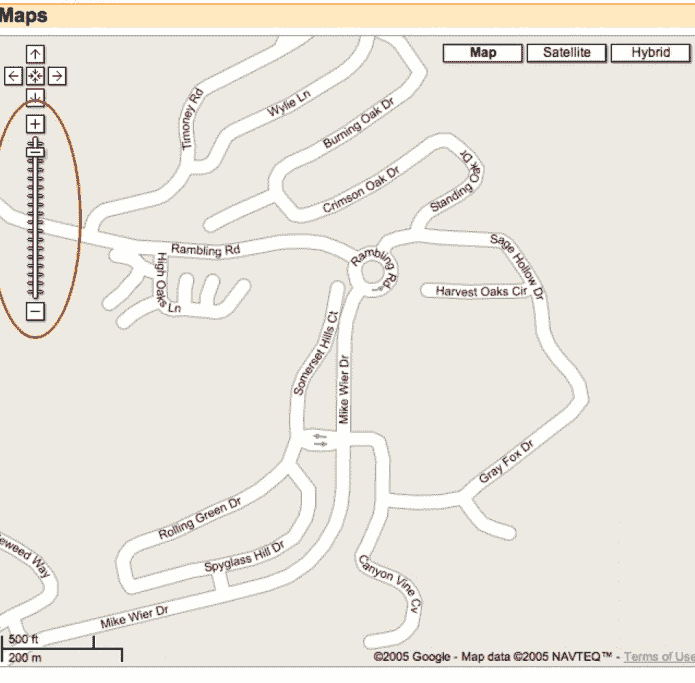 Maps
Map
Satellite
Hybrid
Timoney Rd
Wylie Ln
Burning Oak Dr
Crimson Oak Dr
Standing Oak Dr
Rambling Rd
Rambling Rd
Sage Hollow Dr
High Oaks Ln
Harvest Oaks Cir
Somerset Hills Ct
Mike Wier Dr
Gray Fox Dr
Rolling Green Dr
Spyglass Hill Dr
eweed Way
Canyon Vine Cv
Mike Wier Dr
500 ft
200 m
©2005 Google - Map data ©2005 NAVTEQ™ - Terms of Use